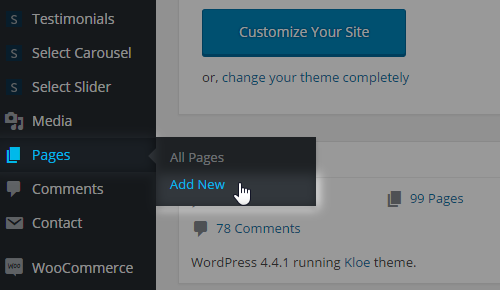 Testimonials
Select Carousel
Select Slider
Media
Pages
Comments
Contact
WooCommerce
Customize Your Site
or, change your theme completely
All Pages
Add New
99 Pages
78 Comments
WordPress 4.4.1 running Kloe theme.